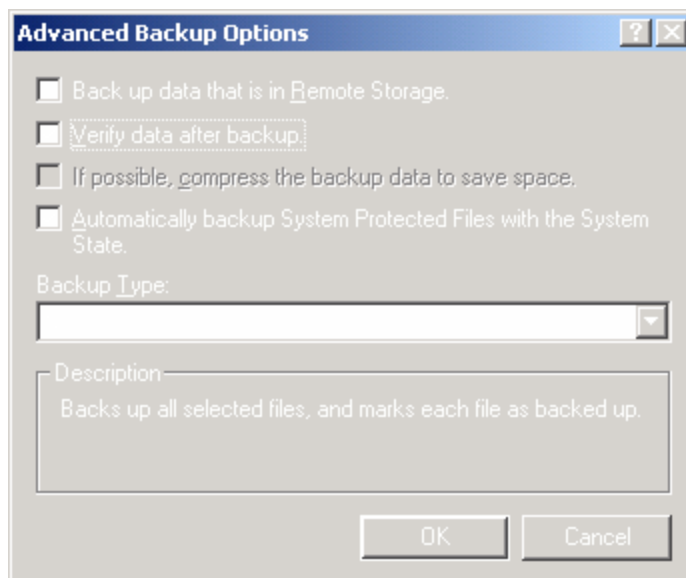 Advanced Backup Options
Back up data that is in Remote Storage.
Verify data after backup.
If possible, compress the backup data to save space.
Automatically backup System Protected Files with the System
State.
Backup Type:
Description
Backs up all selected files, and marks each file as backed up.
OK Cancel